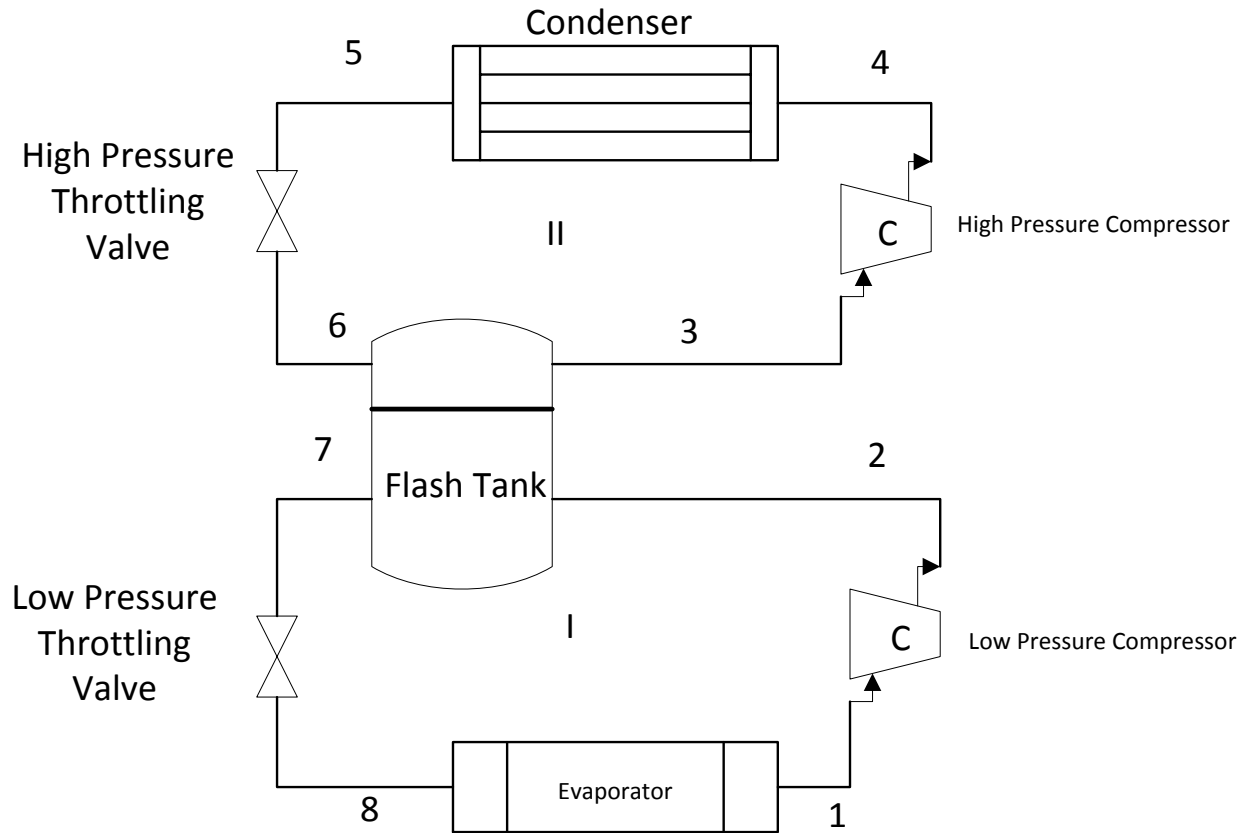 Condenser
5
4
High Pressure
Throttling
Valve
C
High Pressure Compressor
II
6
3
7
2
Flash Tank
Low Pressure
Throttling
Valve
I
C
Low Pressure Compressor
Evaporator
8
1